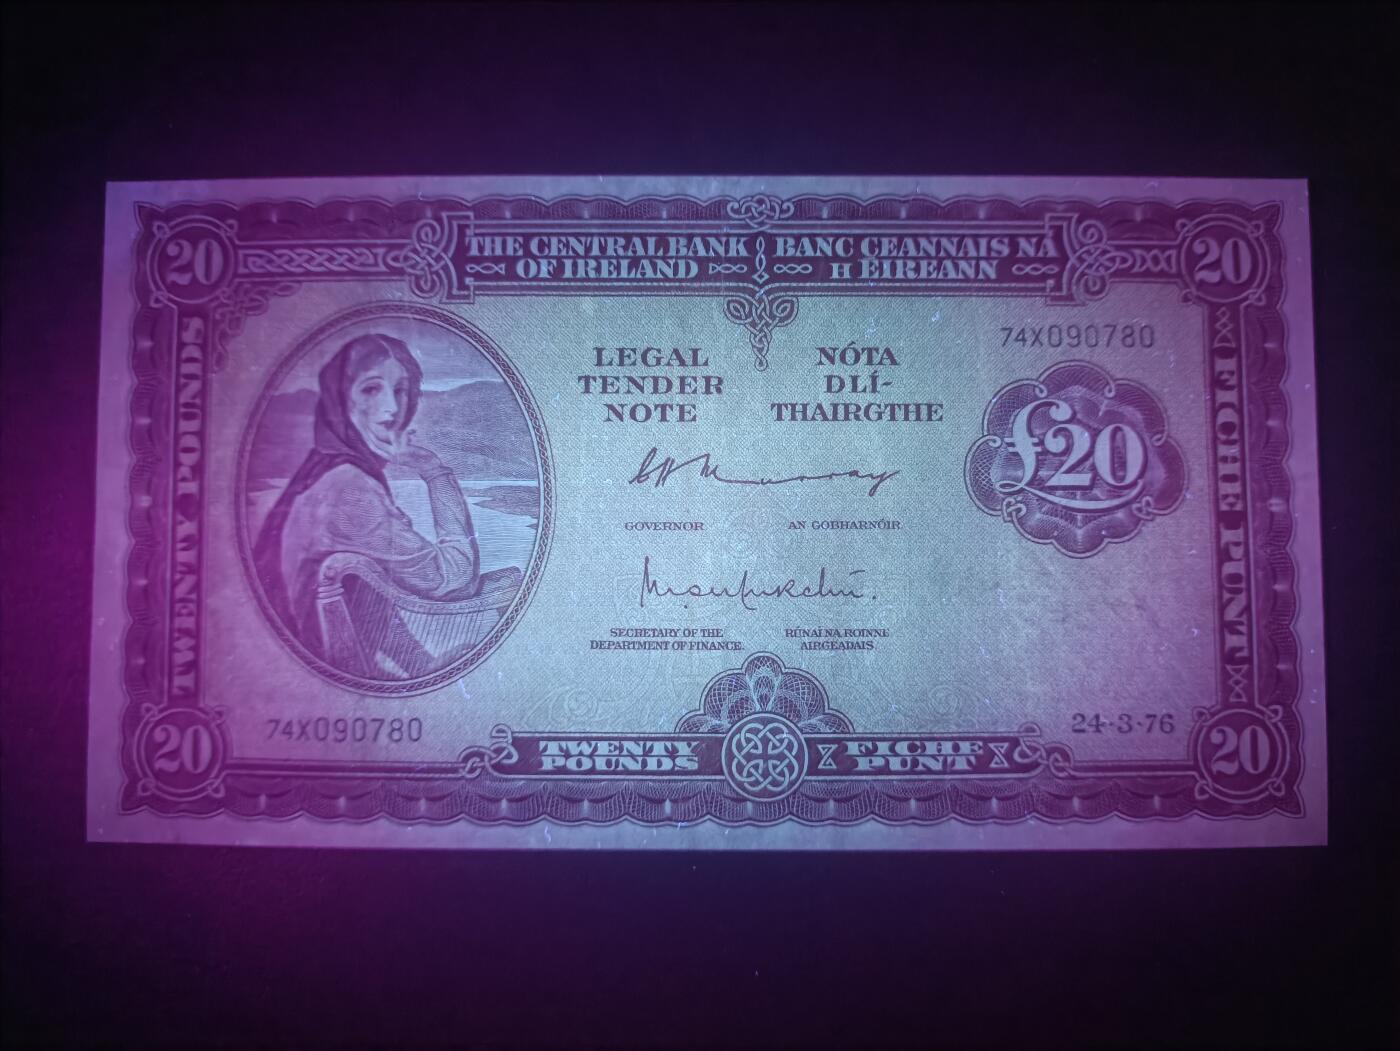 20
THE CENTRAL BANK
OF IRELAND
BANC CEANNAIS NA
H ÉIREANN
20
74X090780
LEGAL
TENDER
NOTE
NÓTA
DLÍ-
THAIRGTHE
£20
TWENTY POUNDS
FICHE PUNT
C H Murray
GOVERNOR
AN GOBHARNÓIR
SECRETARY OF THE
DEPARTMENT OF FINANCE.
RÚNAÍ NA ROINNE
AIRGEADAIS
74X090780
24·3·76
20
TWENTY
POUNDS
FICHE
PUNT
20